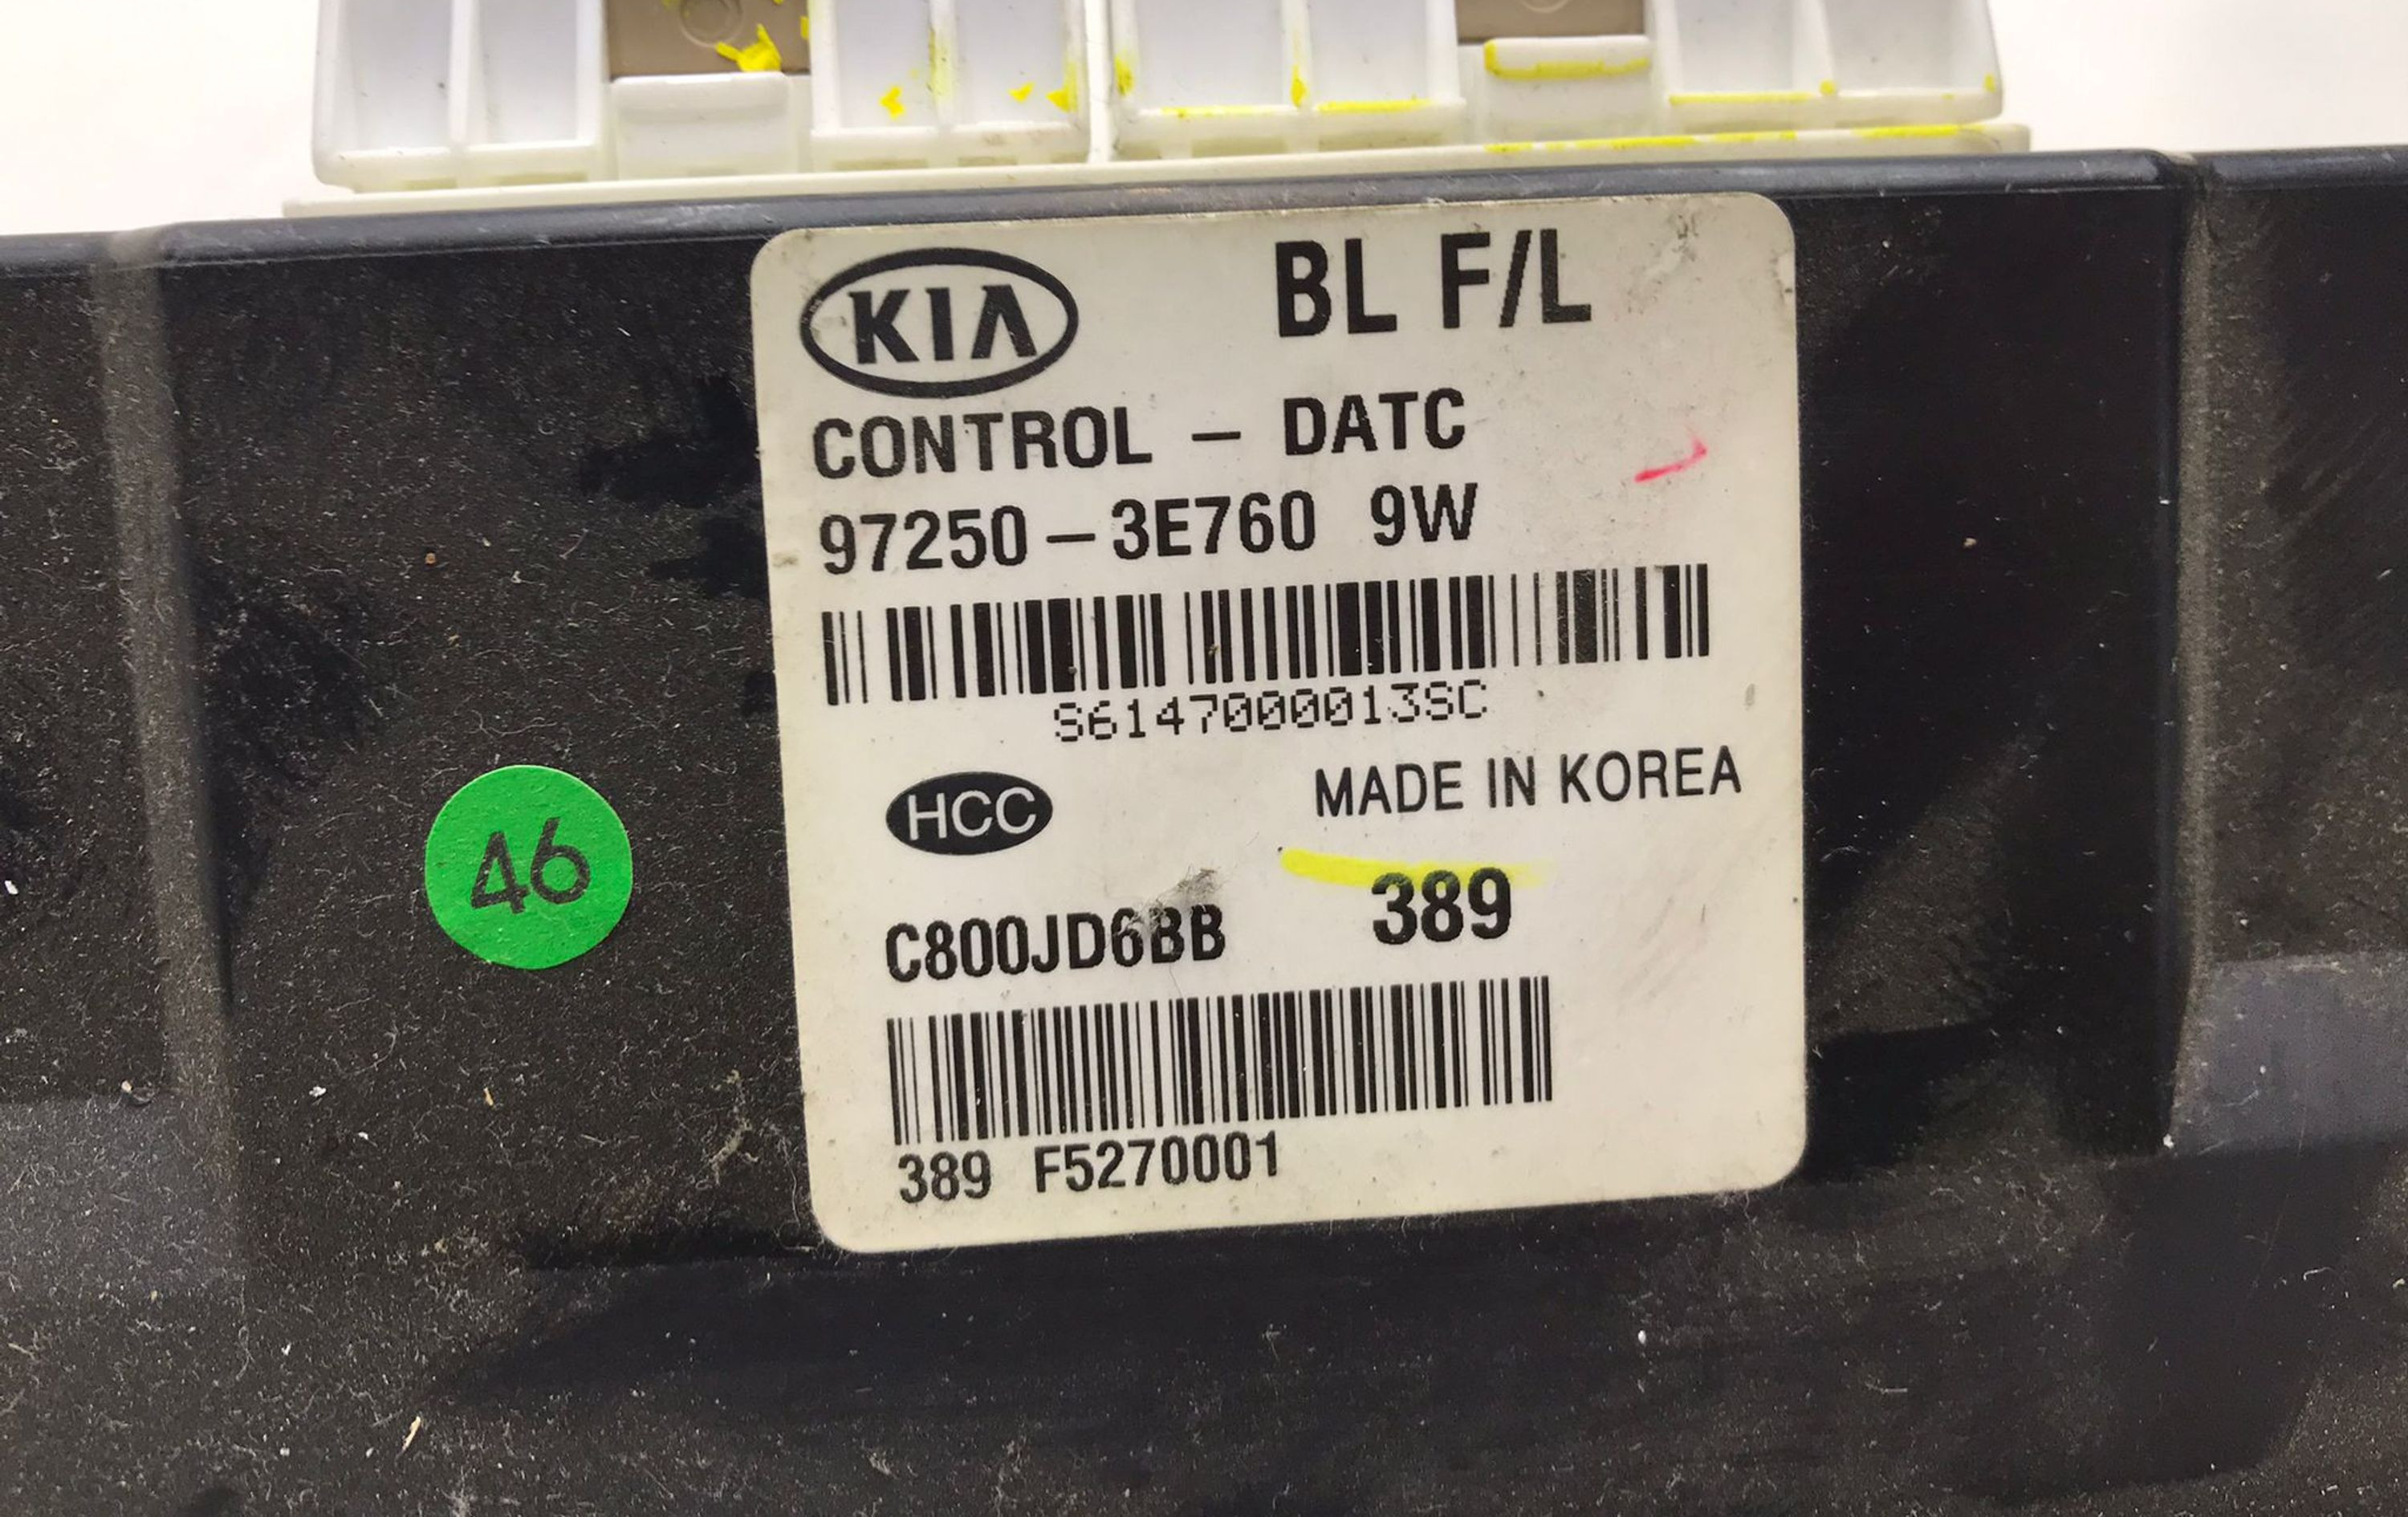 KIA BL F/L
CONTROL – DATC
97250 – 3E760 9W
S6147000013SC
HCC MADE IN KOREA
46
C800JD6BB 389
389 F5270001